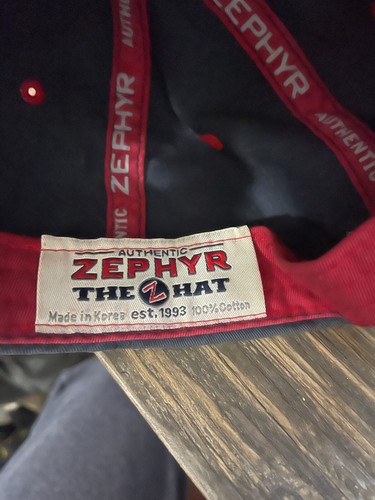 AUTHENTIC
ZEPHYR
ZEPHYR
AUTHENTIC
AUTHENTIC
ZEPHYR
THE Z HAT
Made in Korea est. 1993 100% Cotton